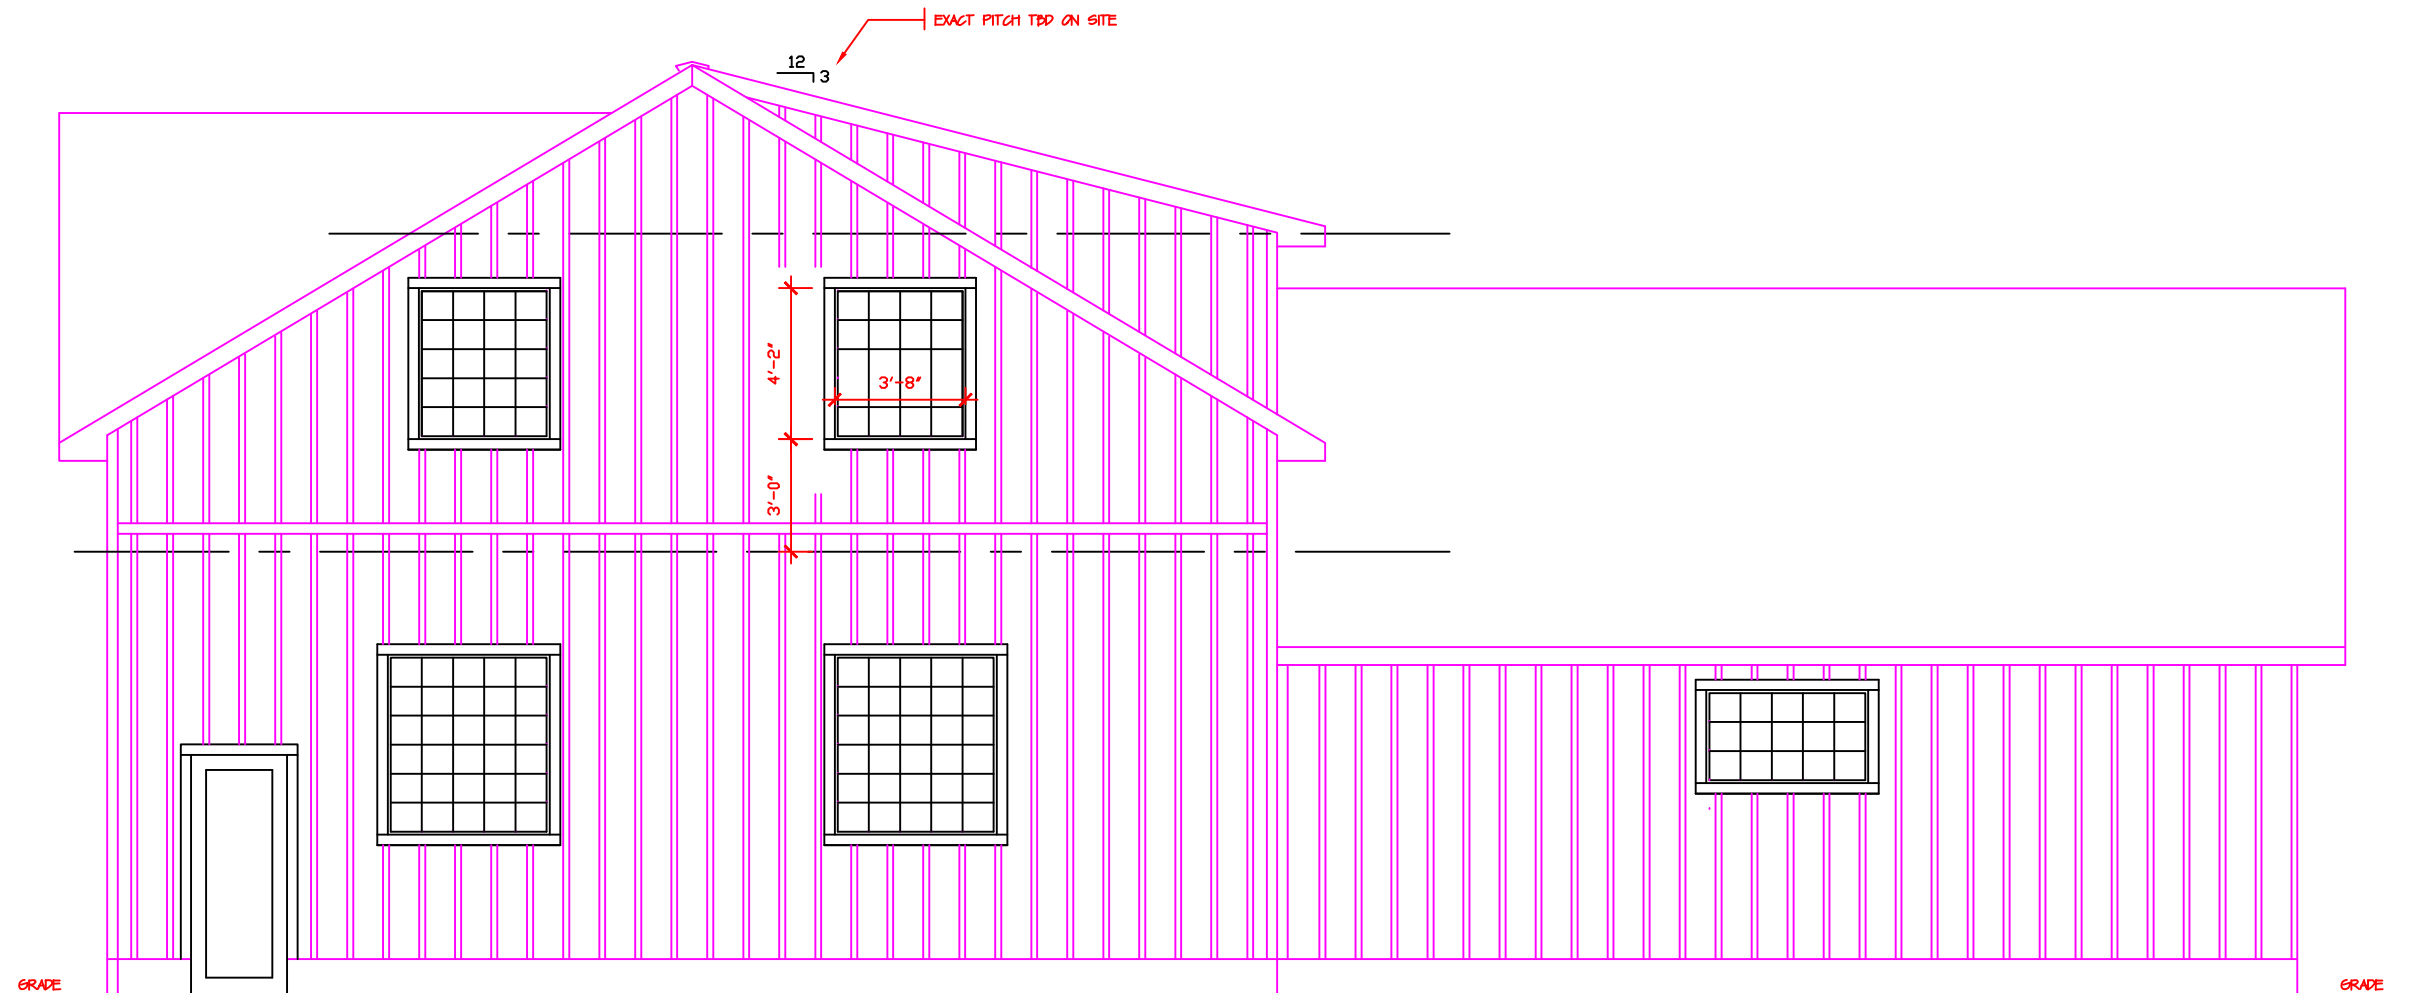 EXACT PITCH TBD ON SITE
12
3
4'-2"
3'-8"
3'-0"
GRADE
GRADE